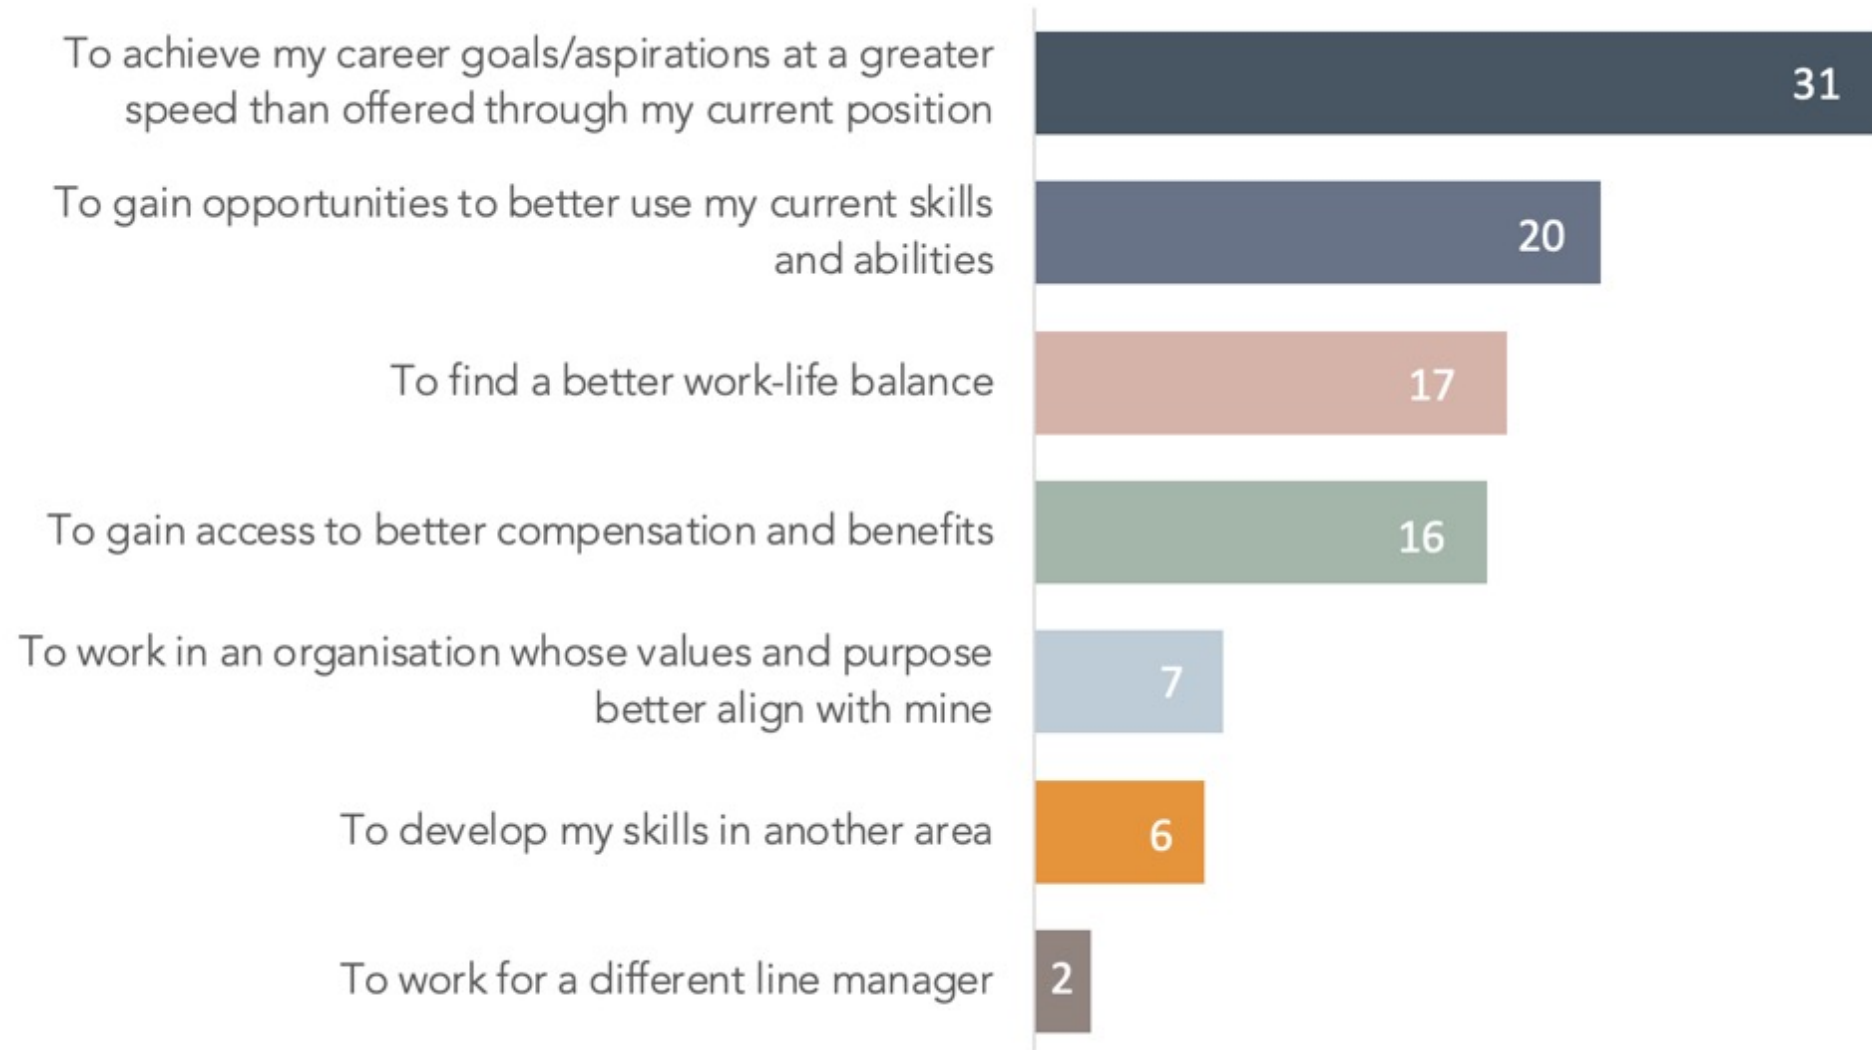 To achieve my career goals/aspirations at a greater
speed than offered through my current position
31
To gain opportunities to better use my current skills
and abilities
20
To find a better work-life balance
17
To gain access to better compensation and benefits
16
To work in an organisation whose values and purpose
better align with mine
7
To develop my skills in another area
6
To work for a different line manager
2